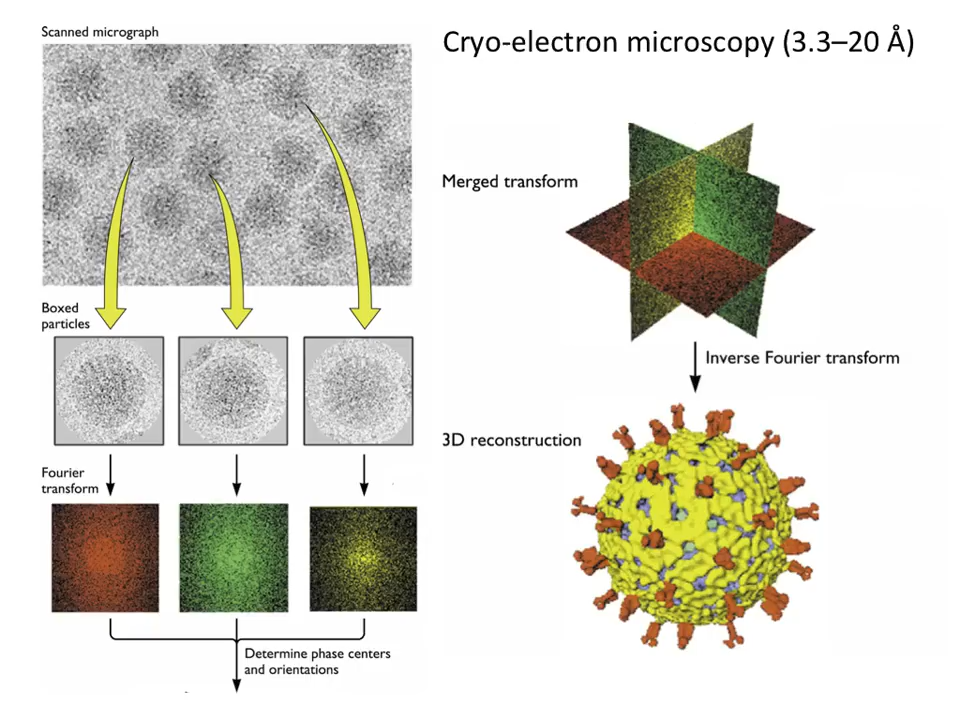 Scanned micrograph
Cryo-electron microscopy (3.3–20 Å)
Merged transform
Boxed
particles
Inverse Fourier transform
3D reconstruction
Fourier
transform
Determine phase centers
and orientations